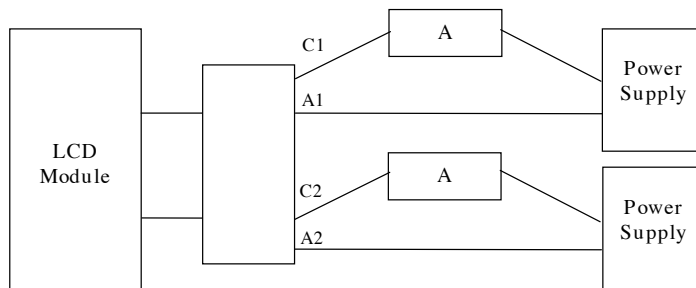 C1
A
Power
Supply
A1
LCD
Module
C2
A
Power
Supply
A2